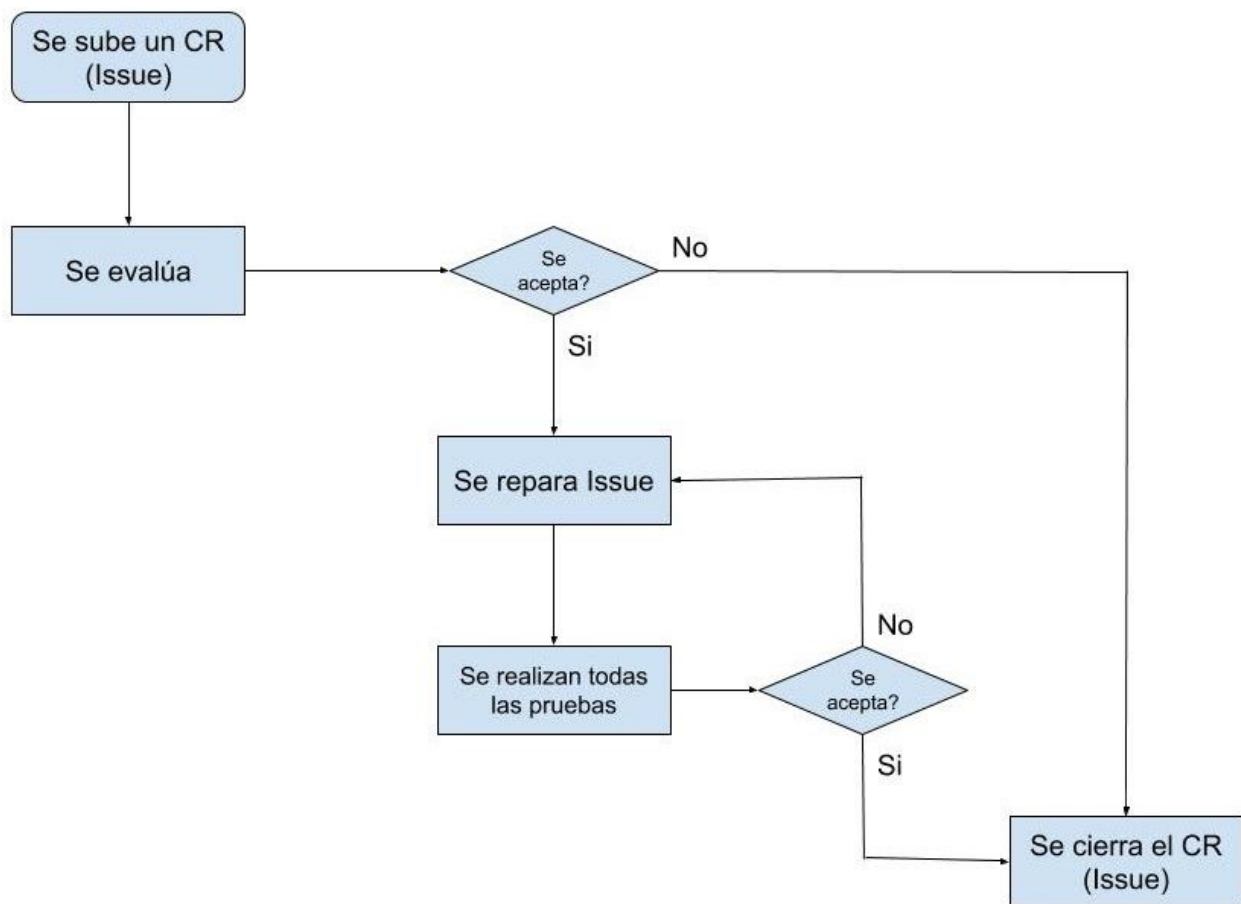 Se sube un CR
(Issue)
Se evalúa
Se
acepta?
No
Si
Se repara Issue
No
Se realizan todas
las pruebas
Se
acepta?
Si
Se cierra el CR
(Issue)